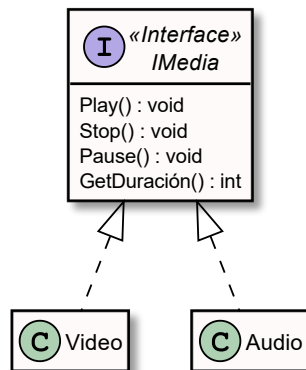 I «Interface»
IMedia
Play() : void
Stop() : void
Pause() : void
GetDuración() : int
C Video
C Audio